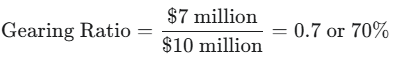 Gearing Ratio = $7 million / $10 million = 0.7 or 70%